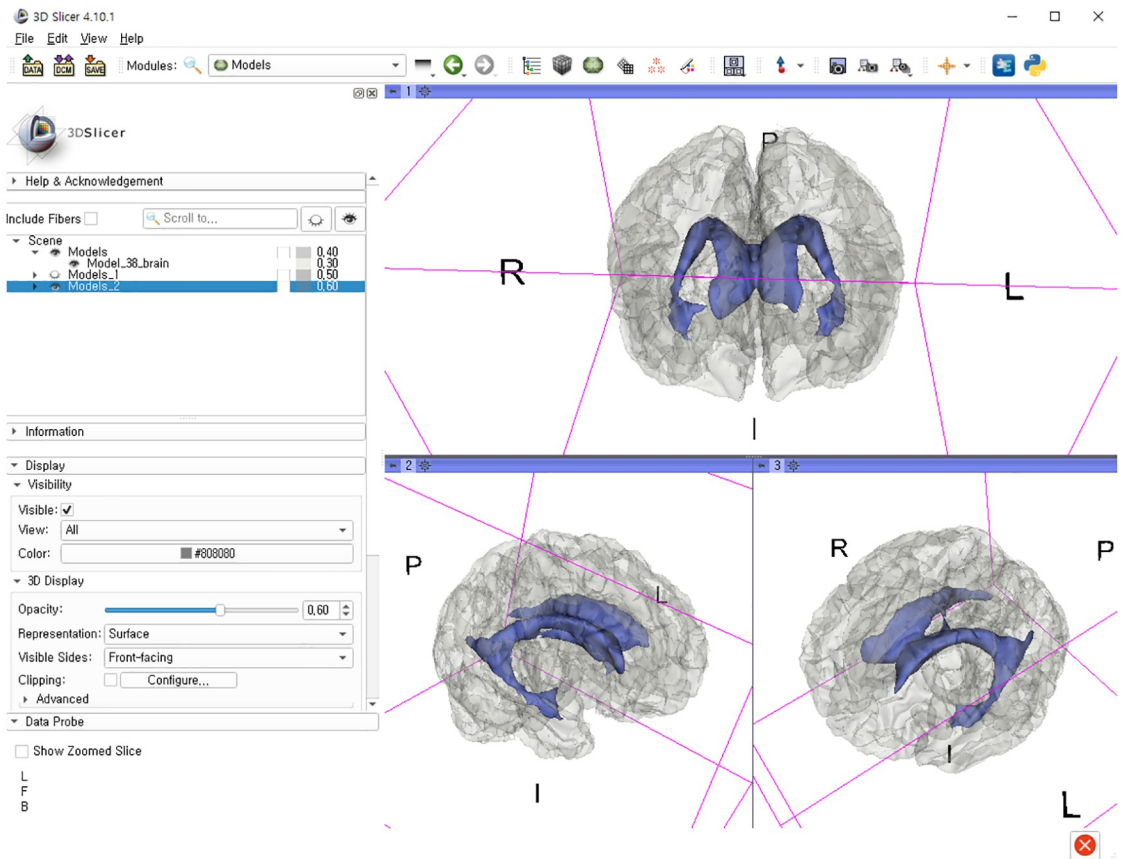 3D Slicer 4.10.1
File Edit View Help
DATA DCM SAVE Modules: Models
3DSlicer
Help & Acknowledgement
Include Fibers Scroll to...
Scene
Models 0,40
Model_38_brain 0,30
Models_1 0,50
Models_2 0,60
Information
Display
Visibility
Visible:
View: All
Color: #808080
3D Display
Opacity: 0,60
Representation: Surface
Visible Sides: Front-facing
Clipping: Configure...
Advanced
Data Probe
Show Zoomed Slice
L
F
B
1
P
R
L
I
2
P
L
I
3
R
P
I
L